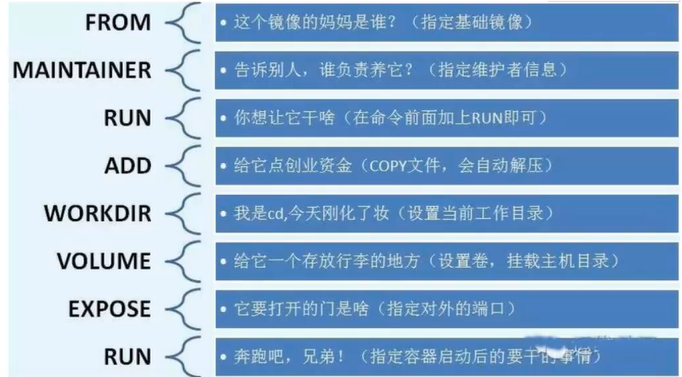 FROM
• 这个镜像的妈妈是谁？（指定基础镜像）
MAINTAINER
• 告诉别人，谁负责养它？（指定维护者信息）
RUN
• 你想让它干啥（在命令前面加上RUN即可）
ADD
• 给它点创业资金（COPY文件，会自动解压）
WORKDIR
• 我是cd,今天刚化了妆（设置当前工作目录）
VOLUME
• 给它一个存放行李的地方（设置卷，挂载主机目录）
EXPOSE
• 它要打开的门是啥（指定对外的端口）
RUN
• 奔跑吧，兄弟！（指定容器启动后的要干的事情）